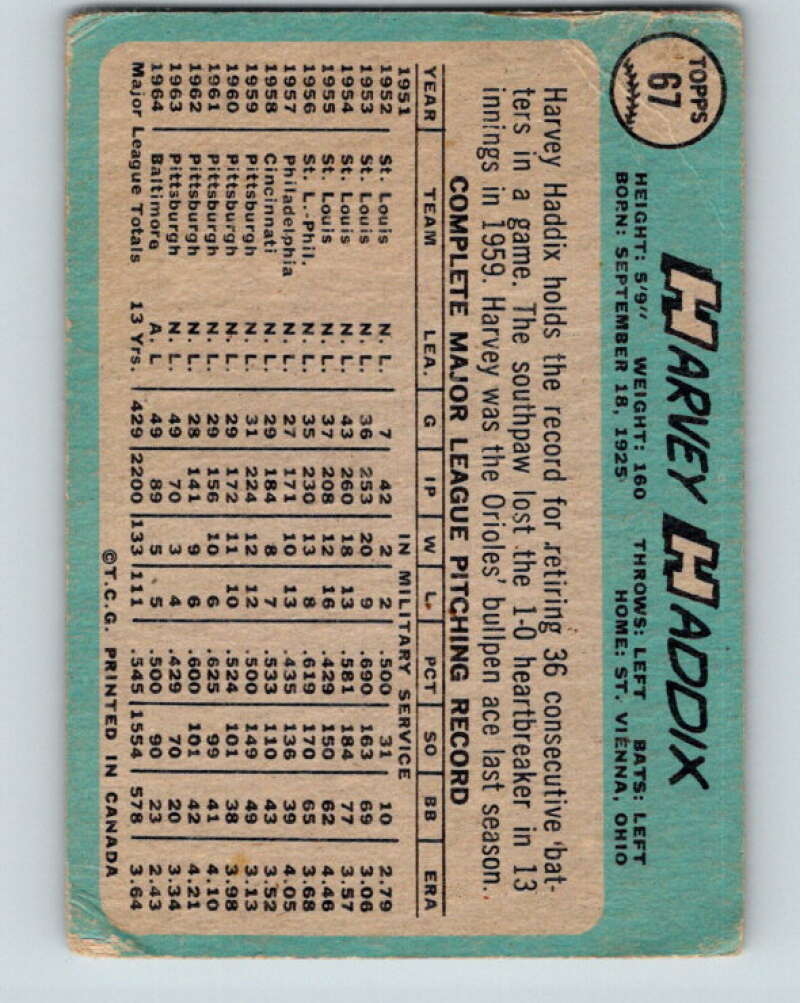 TOPPS
67
HARVEY HADDIX
HEIGHT: 5'9" WEIGHT: 160 THROWS: LEFT BATS: LEFT
BORN: SEPTEMBER 18, 1925 HOME: ST. VIENNA, OHIO
Harvey Haddix holds the record for retiring 36 consecutive bat-
ters in a game. The southpaw lost the 1-0 heartbreaker in 13
innings in 1959. Harvey was the Orioles' bullpen ace last season.
COMPLETE MAJOR LEAGUE PITCHING RECORD
YEAR TEAM LEA. G IP W L PCT SO BB ERA
1951 IN MILITARY SERVICE
1952 St. Louis N. L. 7 42 2 2 .500 31 10 2.79
1953 St. Louis N. L. 36 253 20 9 .690 163 69 3.06
1954 St. Louis N. L. 43 260 18 13 .581 184 77 3.57
1955 St. Louis N. L. 37 208 12 16 .429 150 62 4.46
1956 St. L.-Phil. N. L. 35 230 13 8 .619 170 65 3.68
1957 Philadelphia N. L. 27 171 10 13 .435 136 39 4.05
1958 Cincinnati N. L. 29 184 8 7 .533 110 43 3.52
1959 Pittsburgh N. L. 31 224 12 12 .500 149 49 3.13
1960 Pittsburgh N. L. 29 172 11 10 .524 101 38 3.98
1961 Pittsburgh N. L. 29 156 10 6 .625 99 41 4.10
1962 Pittsburgh N. L. 28 141 9 6 .600 101 42 4.21
1963 Pittsburgh N. L. 49 70 3 4 .429 70 20 3.34
1964 Baltimore A. L 49 89 5 5 .500 90 23 2.43
Major League Totals 13 Yrs. 429 2200 133 111 .545 1554 578 3.64
©T.C.G. PRINTED IN CANADA